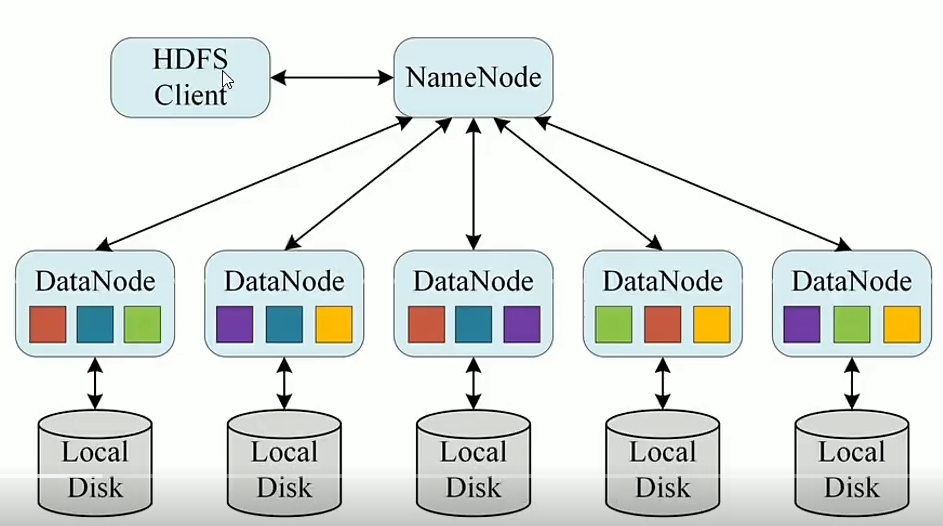 HDFS
Client
NameNode
DataNode
DataNode
DataNode
DataNode
DataNode
Local
Disk
Local
Disk
Local
Disk
Local
Disk
Local
Disk